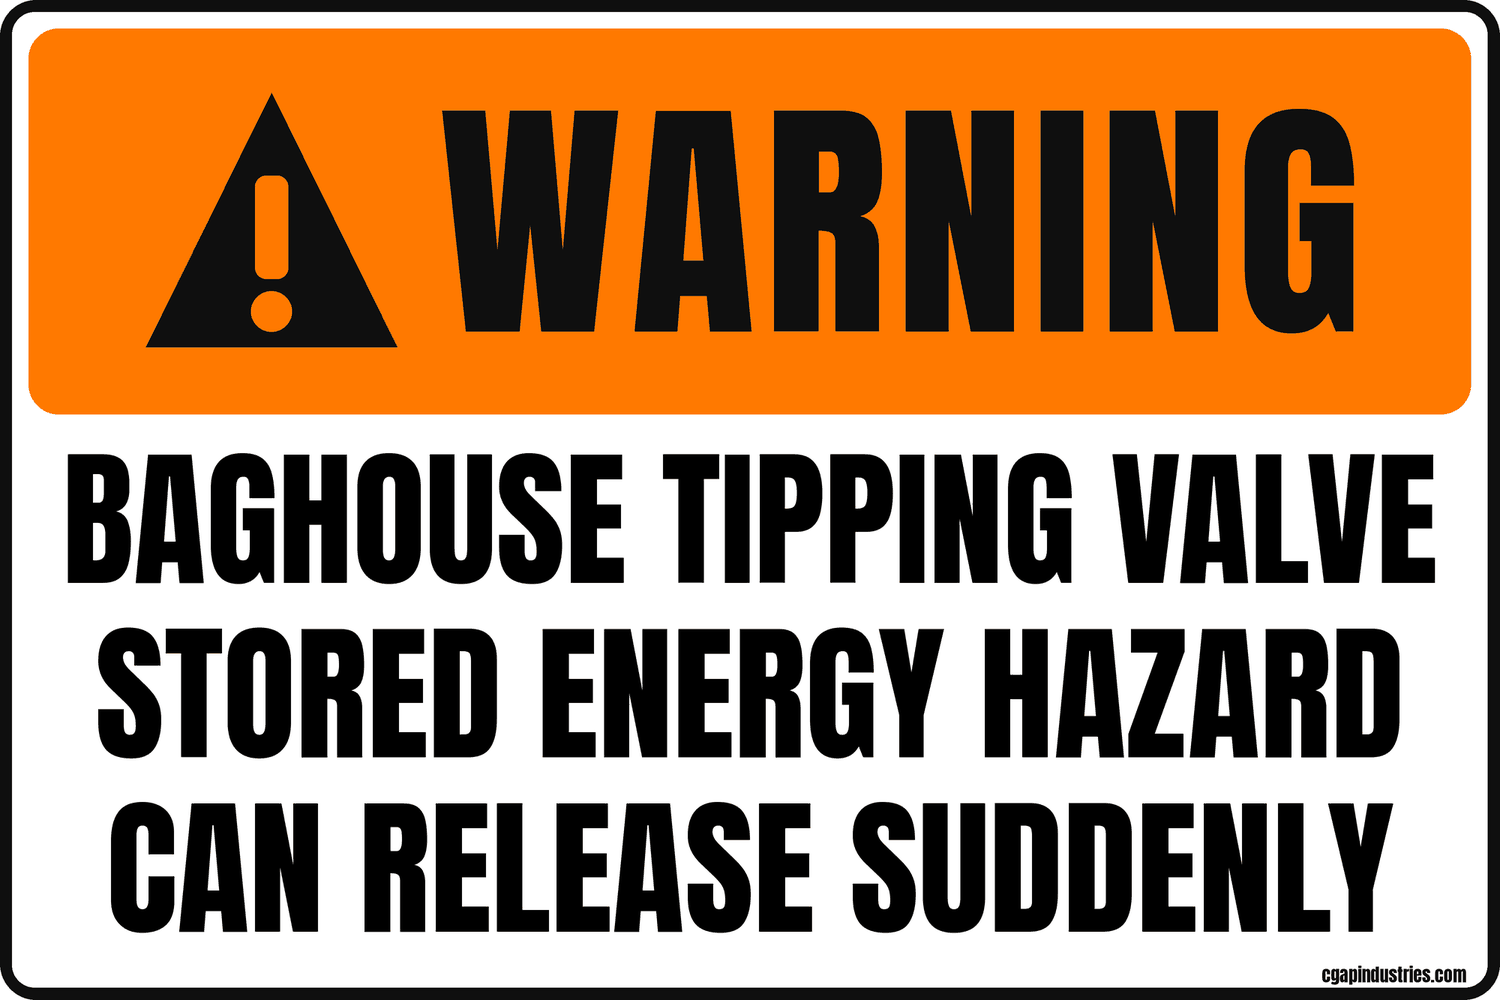 WARNING
BAGHOUSE TIPPING VALVE
STORED ENERGY HAZARD
CAN RELEASE SUDDENLY
cgapindustries.com